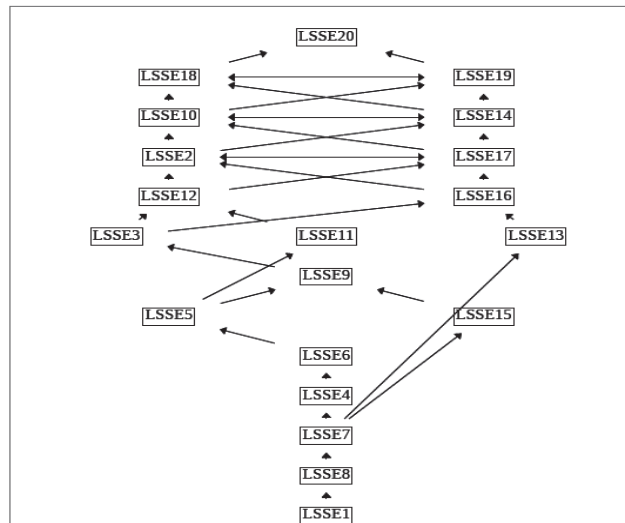 LSSE20
LSSE18 LSSE19
LSSE10 LSSE14
LSSE2 LSSE17
LSSE12 LSSE16
LSSE3 LSSE11 LSSE13
LSSE9
LSSE5 LSSE15
LSSE6
LSSE4
LSSE7
LSSE8
LSSE1